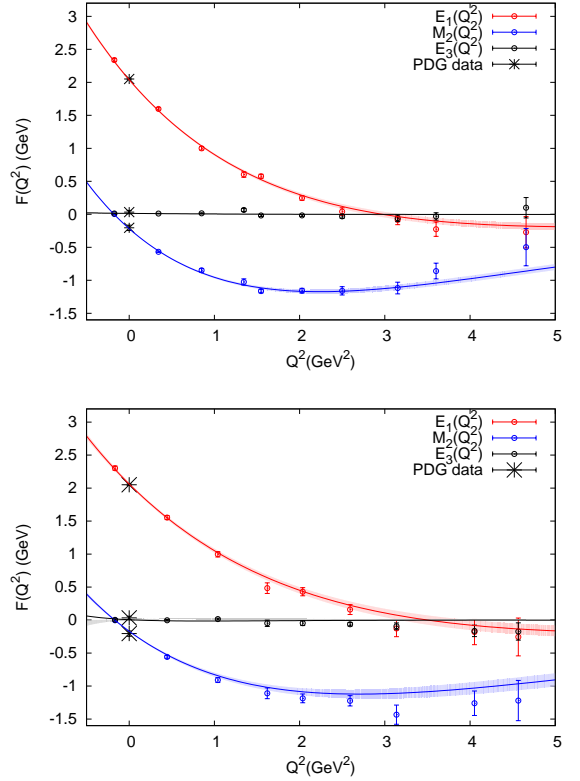 E₁(Q²)
M₂(Q²)
E₃(Q²)
PDG data
F(Q²) (GeV)
3
2.5
2
1.5
1
0.5
0
-0.5
-1
-1.5
0 1 2 3 4 5
Q²(GeV²)
E₁(Q²)
M₂(Q²)
E₃(Q²)
PDG data
F(Q²) (GeV)
3
2.5
2
1.5
1
0.5
0
-0.5
-1
-1.5
0 1 2 3 4 5
Q²(GeV²)